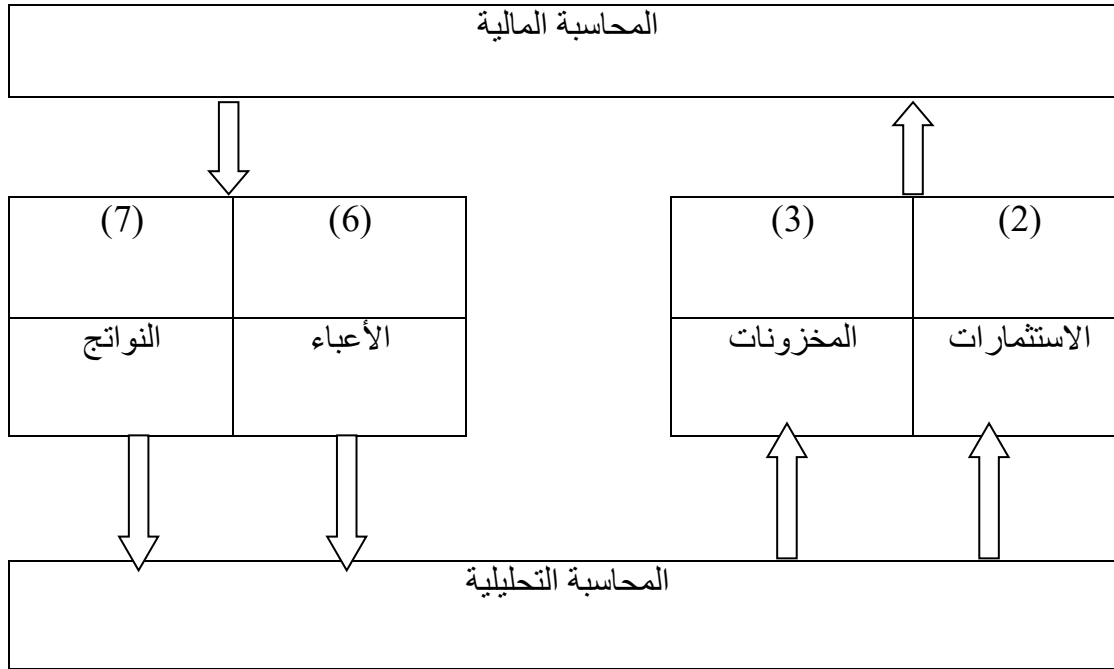 المحاسبة المالية
(2)
(3)
(6)
(7)
الاستثمارات
المخزونات
الأعباء
النواتج
المحاسبة التحليلية